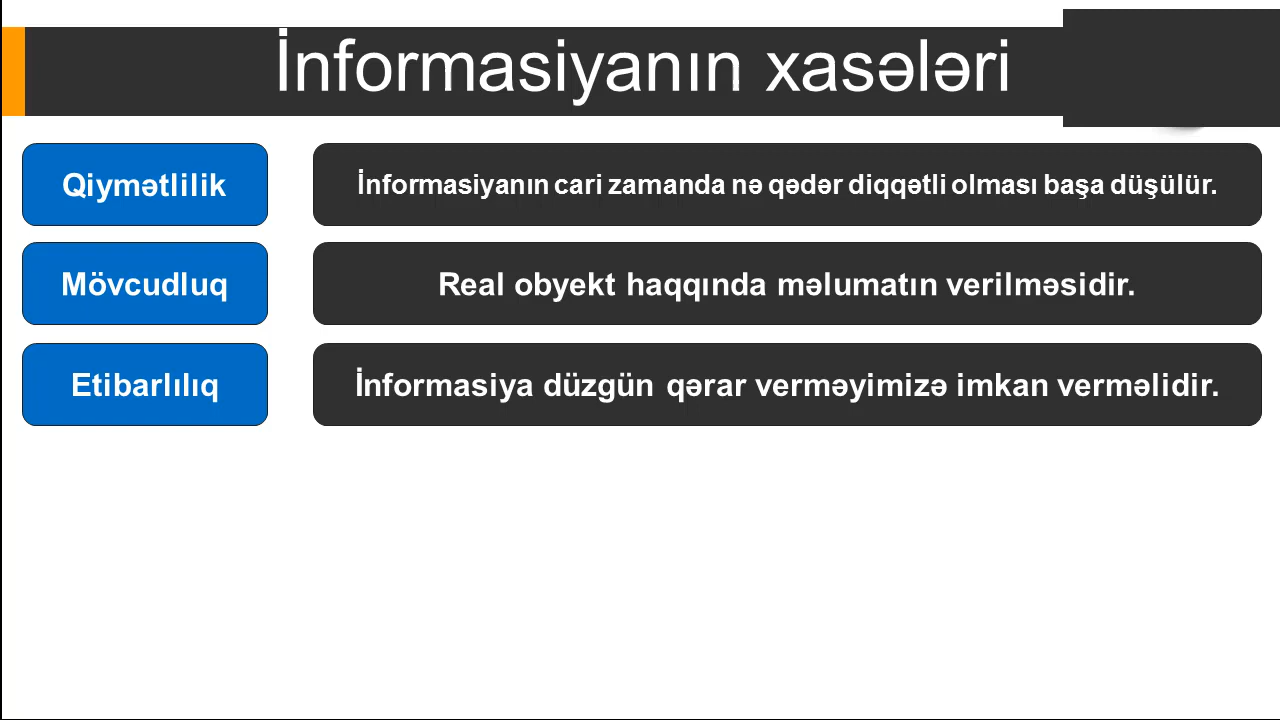 İnformasiyanın xasələri
Qiymətlilik
İnformasiyanın cari zamanda nə qədər diqqətli olması başa düşülür.
Mövcudluq
Real obyekt haqqında məlumatın verilməsidir.
Etibarlılıq
İnformasiya düzgün qərar verməyimizə imkan verməlidir.